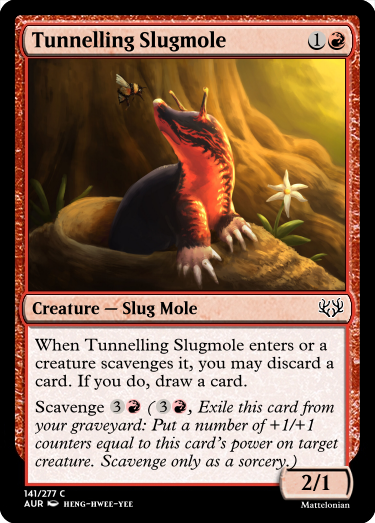 Tunnelling Slugmole 1
Creature — Slug Mole
When Tunnelling Slugmole enters or a
creature scavenges it, you may discard a
card. If you do, draw a card.
Scavenge 3 (3, Exile this card from
your graveyard: Put a number of +1/+1
counters equal to this card's power on target
creature. Scavenge only as a sorcery.)
2/1
141/277 C
AUR HENG-HWEE-YEE
Mattelonian